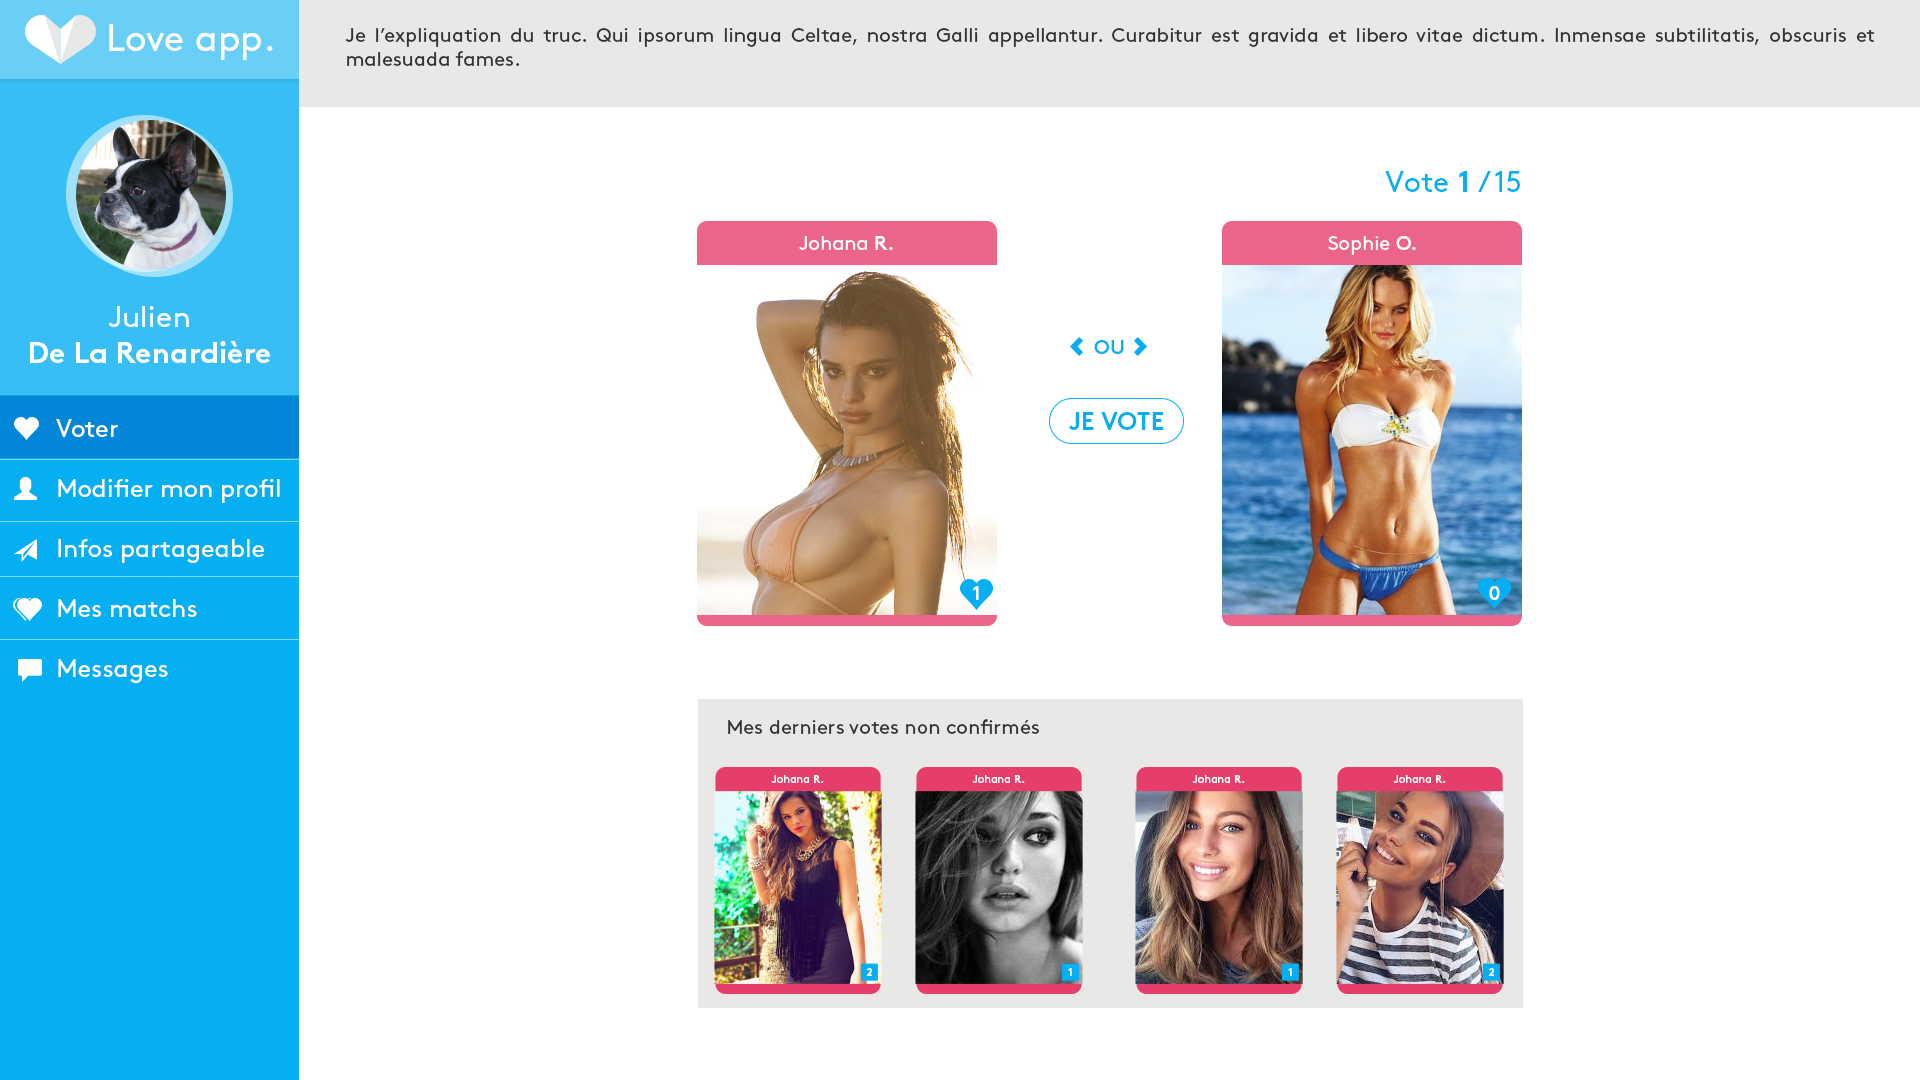 Love app.
Je l’expliquation du truc. Qui ipsorum lingua Celtae, nostra Galli appellantur. Curabitur est gravida et libero vitae dictum. Inmensae subtilitatis, obscuris et
malesuada fames.
Julien
De La Renardière
Voter
Modifier mon profil
Infos partageable
Mes matchs
Messages
Vote 1 / 15
Johana R.
Sophie O.
OU
JE VOTE
1
0
Mes derniers votes non confirmés
Johana R.
Johana R.
Johana R.
Johana R.
2
1
1
2